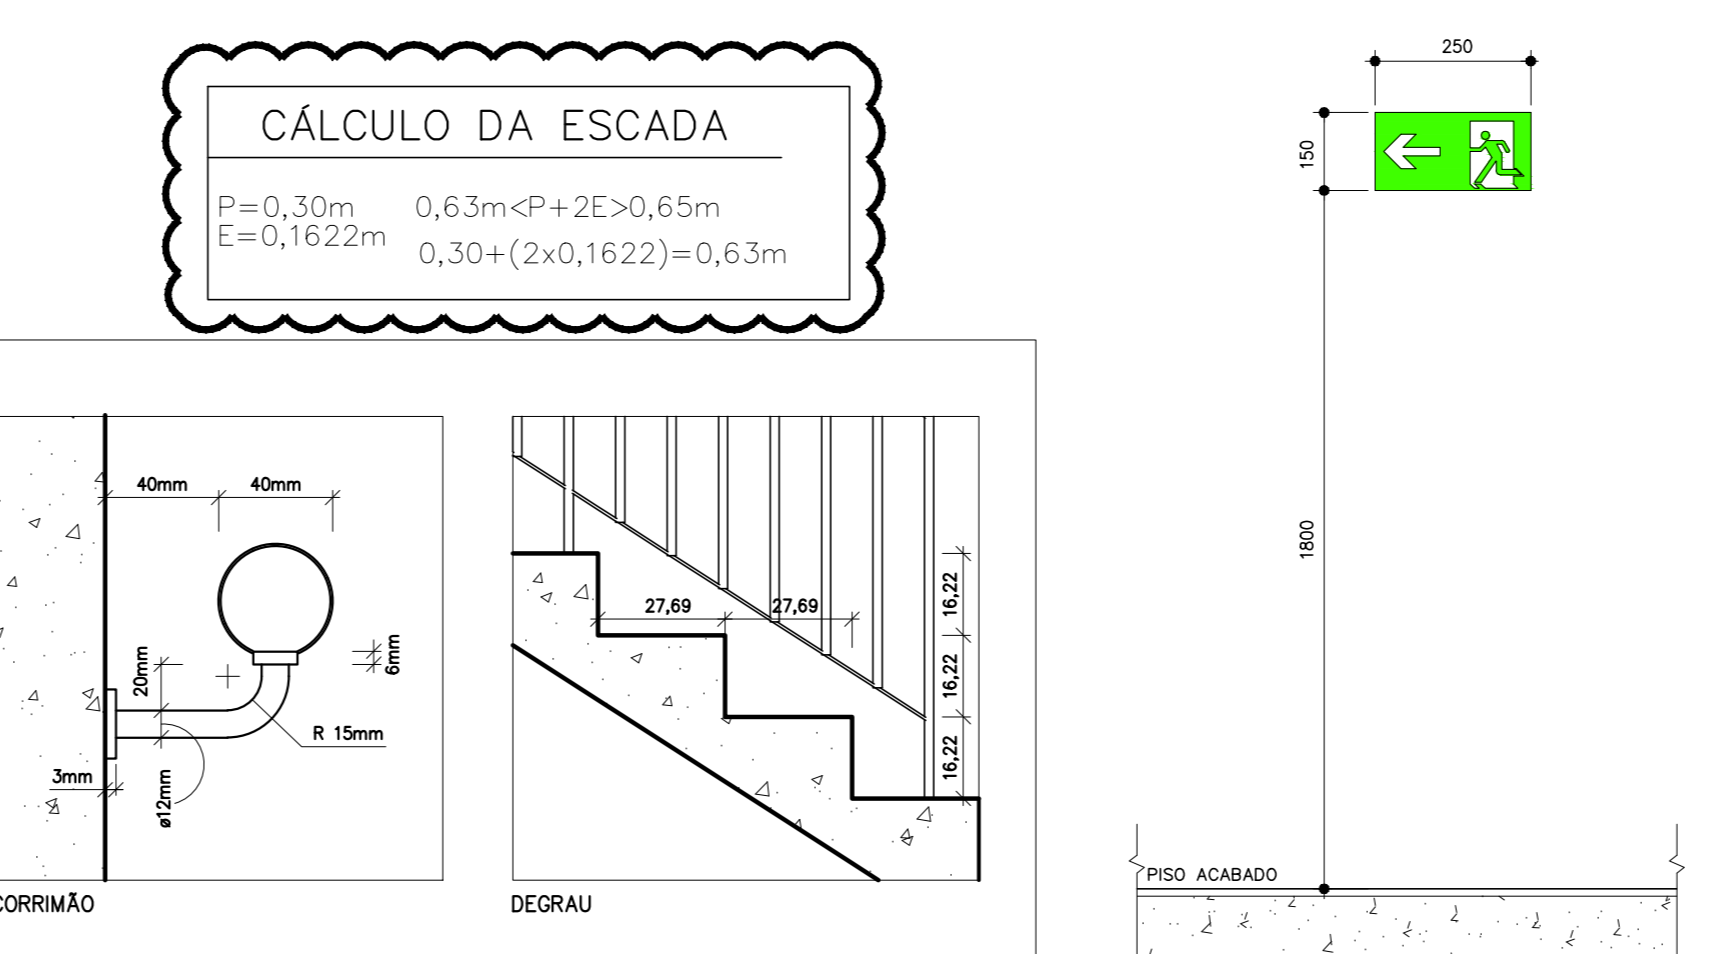 CÁLCULO DA ESCADA
P=0,30m
E=0,1622m
0,63m<P+2E>0,65m
0,30+(2x0,1622)=0,63m
250
150
1800
PISO ACABADO
40mm
40mm
20mm
6mm
R 15mm
3mm
ø12mm
CORRIMÃO
27,69
27,69
16,22
16,22
16,22
DEGRAU